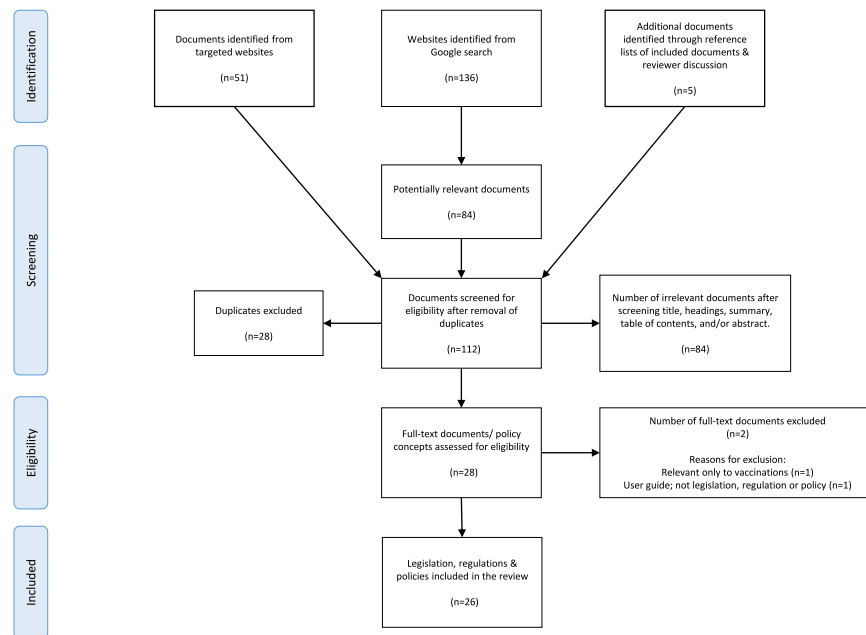 Identification
Documents identified from
targeted websites
(n=51)
Websites identified from
Google search
(n=136)
Additional documents
identified through reference
lists of included documents &
reviewer discussion
(n=5)
Screening
Potentially relevant documents
(n=84)
Duplicates excluded
(n=28)
Documents screened for
eligibility after removal of
duplicates
(n=112)
Number of irrelevant documents after
screening title, headings, summary,
table of contents, and/or abstract.
(n=84)
Eligibility
Full-text documents/ policy
concepts assessed for eligibility
(n=28)
Number of full-text documents excluded
(n=2)
Reasons for exclusion:
Relevant only to vaccinations (n=1)
User guide; not legislation, regulation or policy (n=1)
Included
Legislation, regulations &
policies included in the review
(n=26)